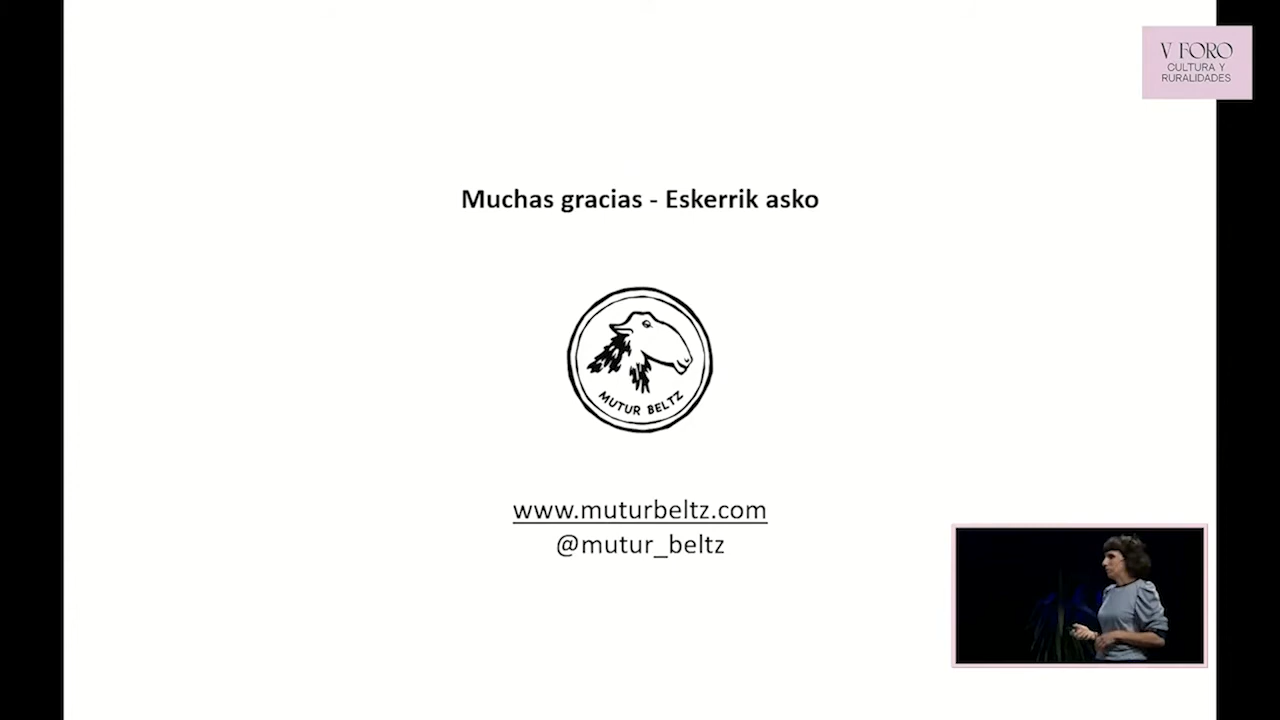 V FORO
CULTURA Y
RURALIDADES
Muchas gracias - Eskerrik asko
MUTUR BELTZ
www.muturbeltz.com
@mutur_beltz